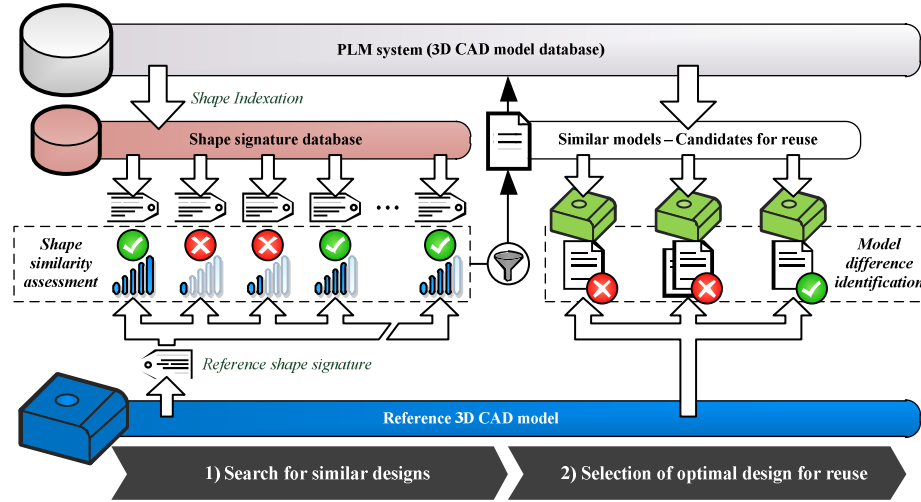 PLM system (3D CAD model database)
Shape Indexation
Shape signature database
Similar models – Candidates for reuse
...
Shape
similarity
assessment
Model
difference
identification
Reference shape signature
Reference 3D CAD model
1) Search for similar designs
2) Selection of optimal design for reuse